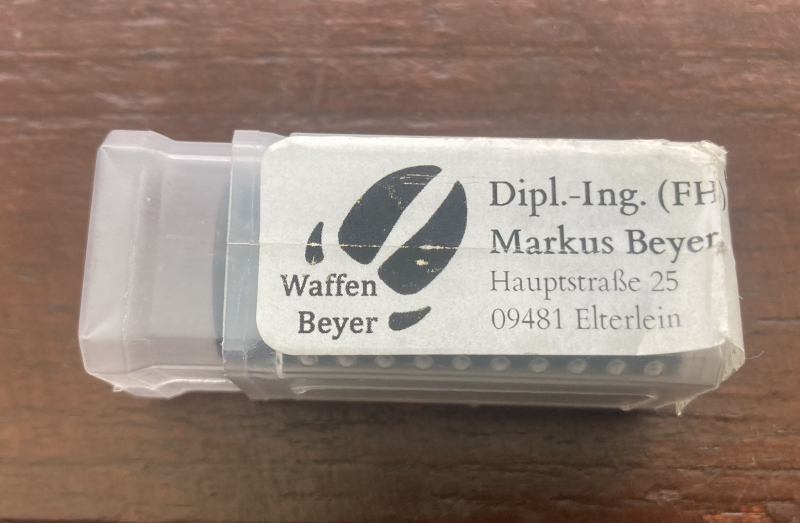 Waffen
Beyer
Dipl.-Ing. (FH)
Markus Beyer
Hauptstraße 25
09481 Elterlein